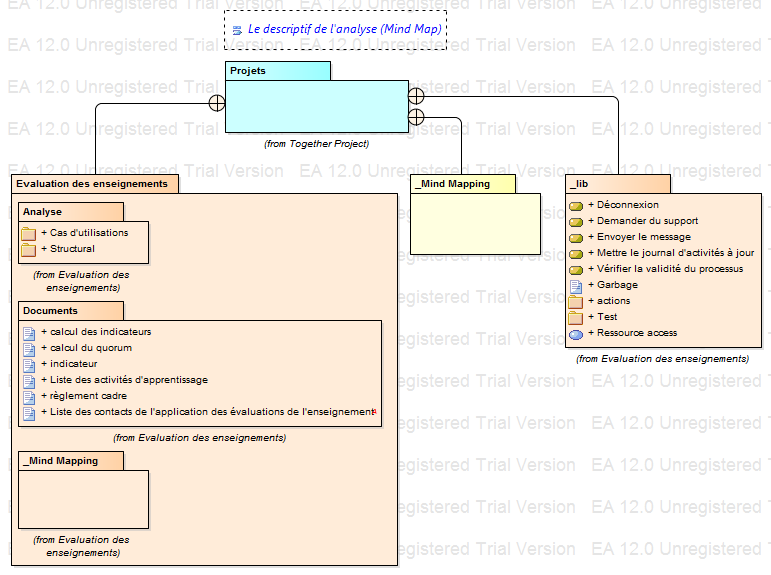 Le descriptif de l'analyse (Mind Map)
Projets
(from Together Project)
Evaluation des enseignements
Analyse
+ Cas d'utilisations
+ Structural
(from Evaluation des
enseignements)
Documents
+ calcul des indicateurs
+ calcul du quorum
+ indicateur
+ Liste des activités d'apprentissage
+ règlement cadre
+ Liste des contacts de l'application des évaluations de l'enseignement
(from Evaluation des enseignements)
_Mind Mapping
(from Evaluation des
enseignements)
_Mind Mapping
_lib
+ Déconnexion
+ Demander du support
+ Envoyer le message
+ Mettre le journal d'activités à jour
+ Vérifier la validité du processus
+ Garbage
+ actions
+ Test
+ Ressource access
(from Evaluation des enseignements)
EA 12.0 Unregistered Trial Version